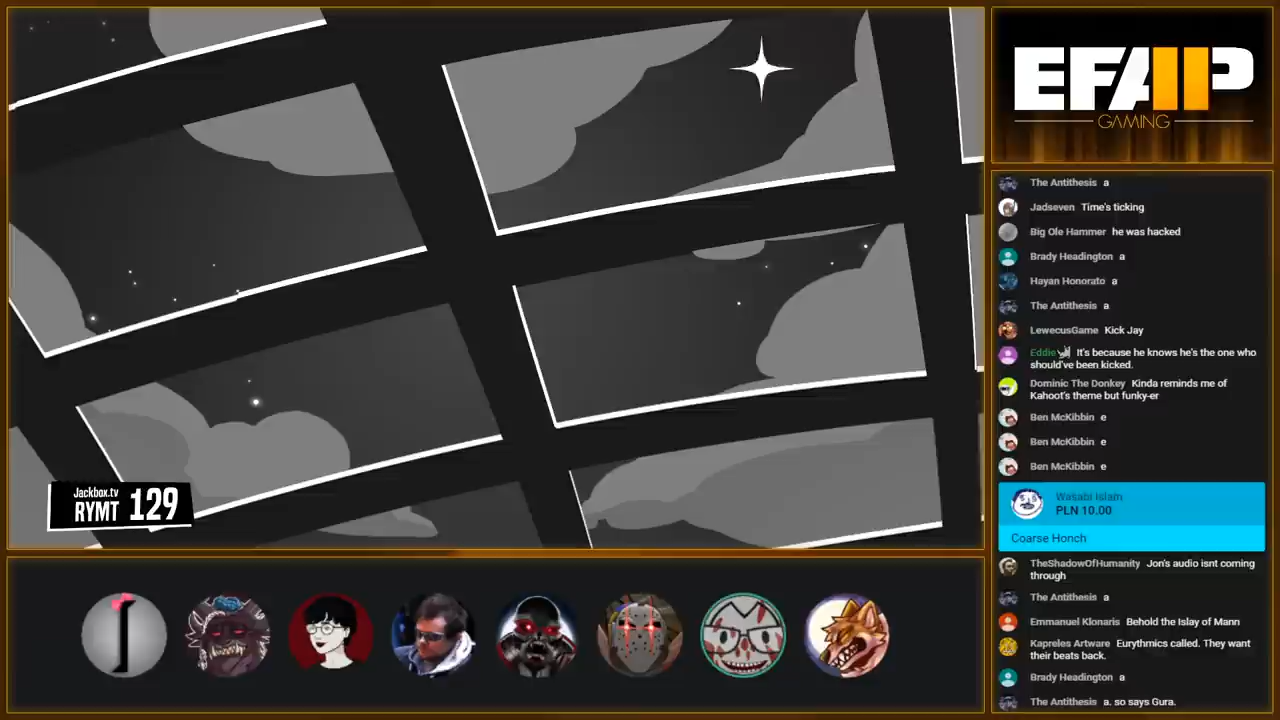 EFAP
GAMING
The Antithesis a
Jadseven Time's ticking
Big Ole Hammer he was hacked
Brady Headington a
Hayan Honorato a
The Antithesis a
LewecusGame Kick Jay
Eddie It's because he knows he's the one who
should've been kicked.
Dominic The Donkey Kinda reminds me of
Kahoot's theme but funky-er
Ben McKibbin e
Ben McKibbin e
Ben McKibbin e
Wasabi Islam
PLN 10.00
Coarse Honch
TheShadowOfHumanity Jon's audio isnt coming
through
The Antithesis a
Emmanuel Klonaris Behold the Islay of Mann
Kapreles Artware Eurythmics called. They want
their beats back.
Brady Headington a
The Antithesis a. so says Gura.
Jackbox.tv
RYMT 129